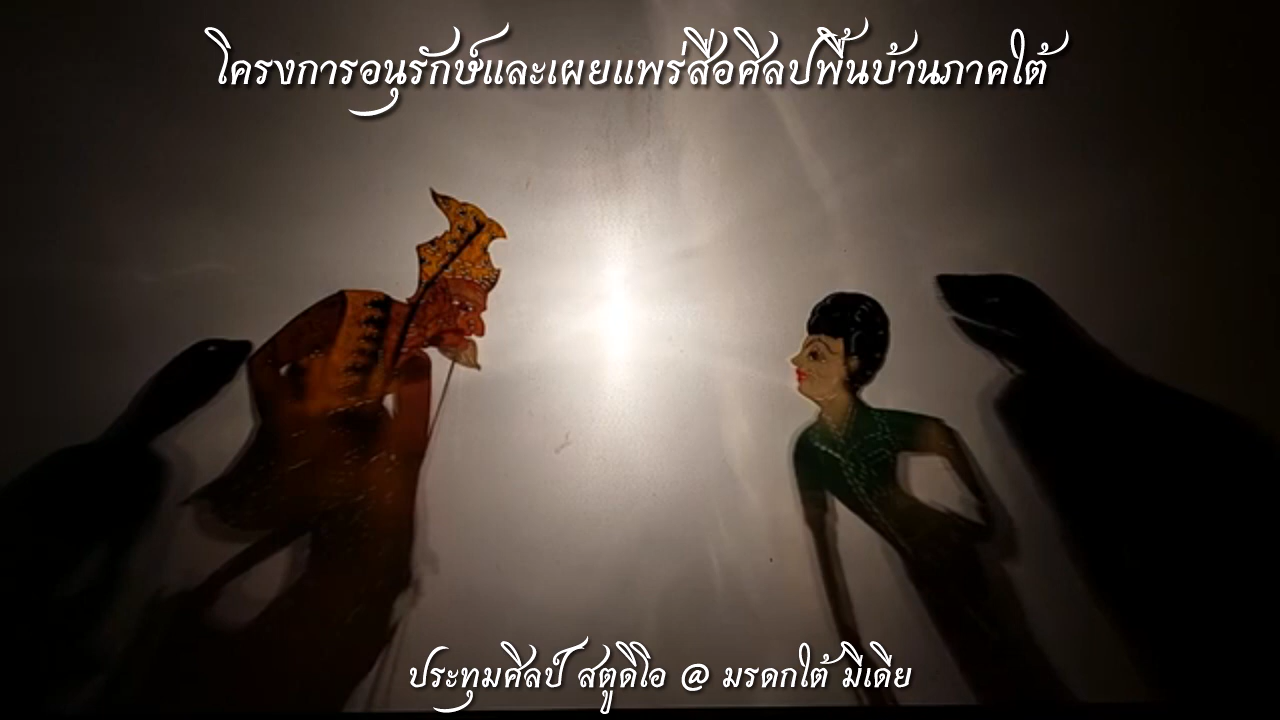 โครงการอนุรักษ์และเผยแพร่สื่อศิลปพื้นบ้านภาคใต้
ประทุมศิลป์ สตูดิโอ @ มรดกใต้ มีเดีย